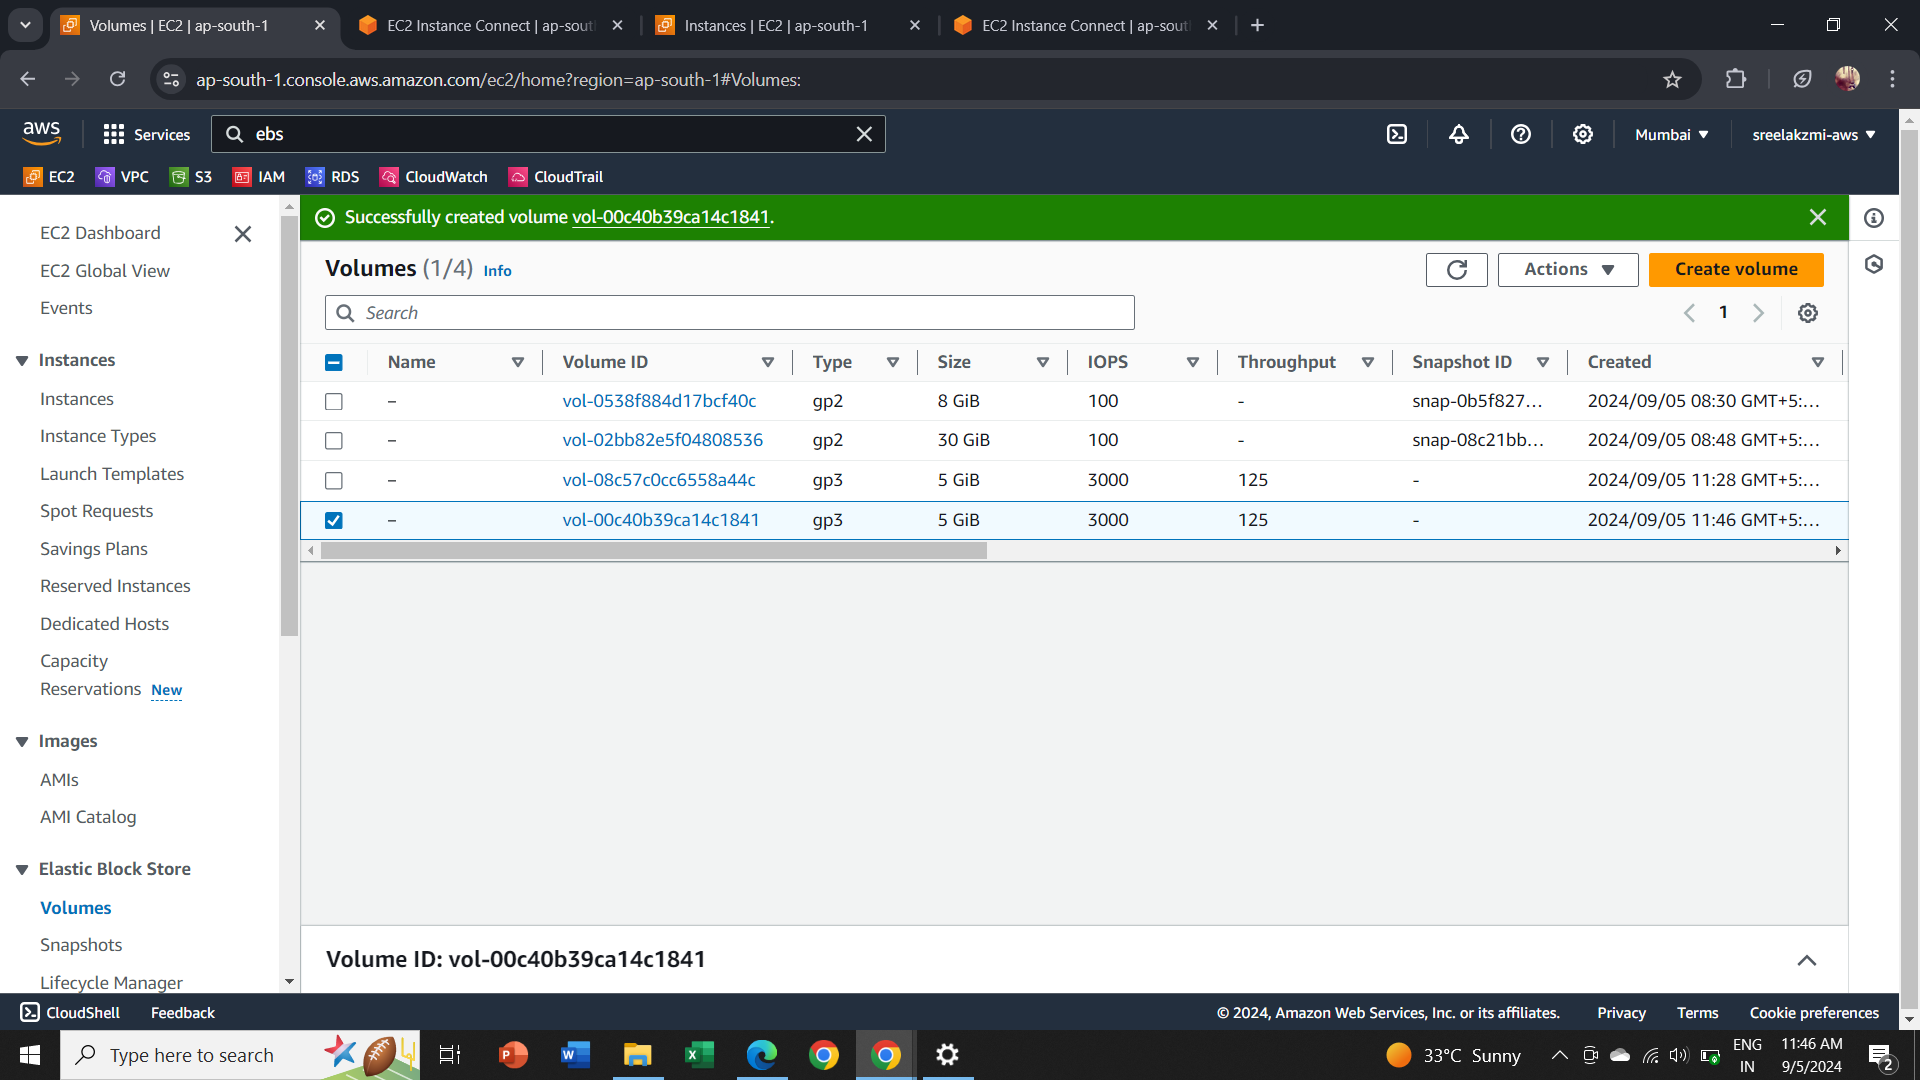 Volumes | EC2 | ap-south-1
EC2 Instance Connect | ap-sout
Instances | EC2 | ap-south-1
EC2 Instance Connect | ap-sout
ap-south-1.console.aws.amazon.com/ec2/home?region=ap-south-1#Volumes:
aws
Services
ebs
Mumbai
sreelakzmi-aws
EC2
VPC
S3
IAM
RDS
CloudWatch
CloudTrail
EC2 Dashboard
EC2 Global View
Events
Instances
Instances
Instance Types
Launch Templates
Spot Requests
Savings Plans
Reserved Instances
Dedicated Hosts
Capacity
Reservations New
Images
AMIs
AMI Catalog
Elastic Block Store
Volumes
Snapshots
Lifecycle Manager
Successfully created volume vol-00c40b39ca14c1841.
Volumes (1/4) Info
Actions
Create volume
Search
1
Name Volume ID Type Size IOPS Throughput Snapshot ID Created
– vol-0538f884d17bcf40c gp2 8 GiB 100 - snap-0b5f827... 2024/09/05 08:30 GMT+5:...
– vol-02bb82e5f04808536 gp2 30 GiB 100 - snap-08c21bb... 2024/09/05 08:48 GMT+5:...
– vol-08c57c0cc6558a44c gp3 5 GiB 3000 125 - 2024/09/05 11:28 GMT+5:...
– vol-00c40b39ca14c1841 gp3 5 GiB 3000 125 - 2024/09/05 11:46 GMT+5:...
Volume ID: vol-00c40b39ca14c1841
CloudShell
Feedback
© 2024, Amazon Web Services, Inc. or its affiliates.
Privacy
Terms
Cookie preferences
Type here to search
33°C Sunny
ENG
IN
11:46 AM
9/5/2024
2